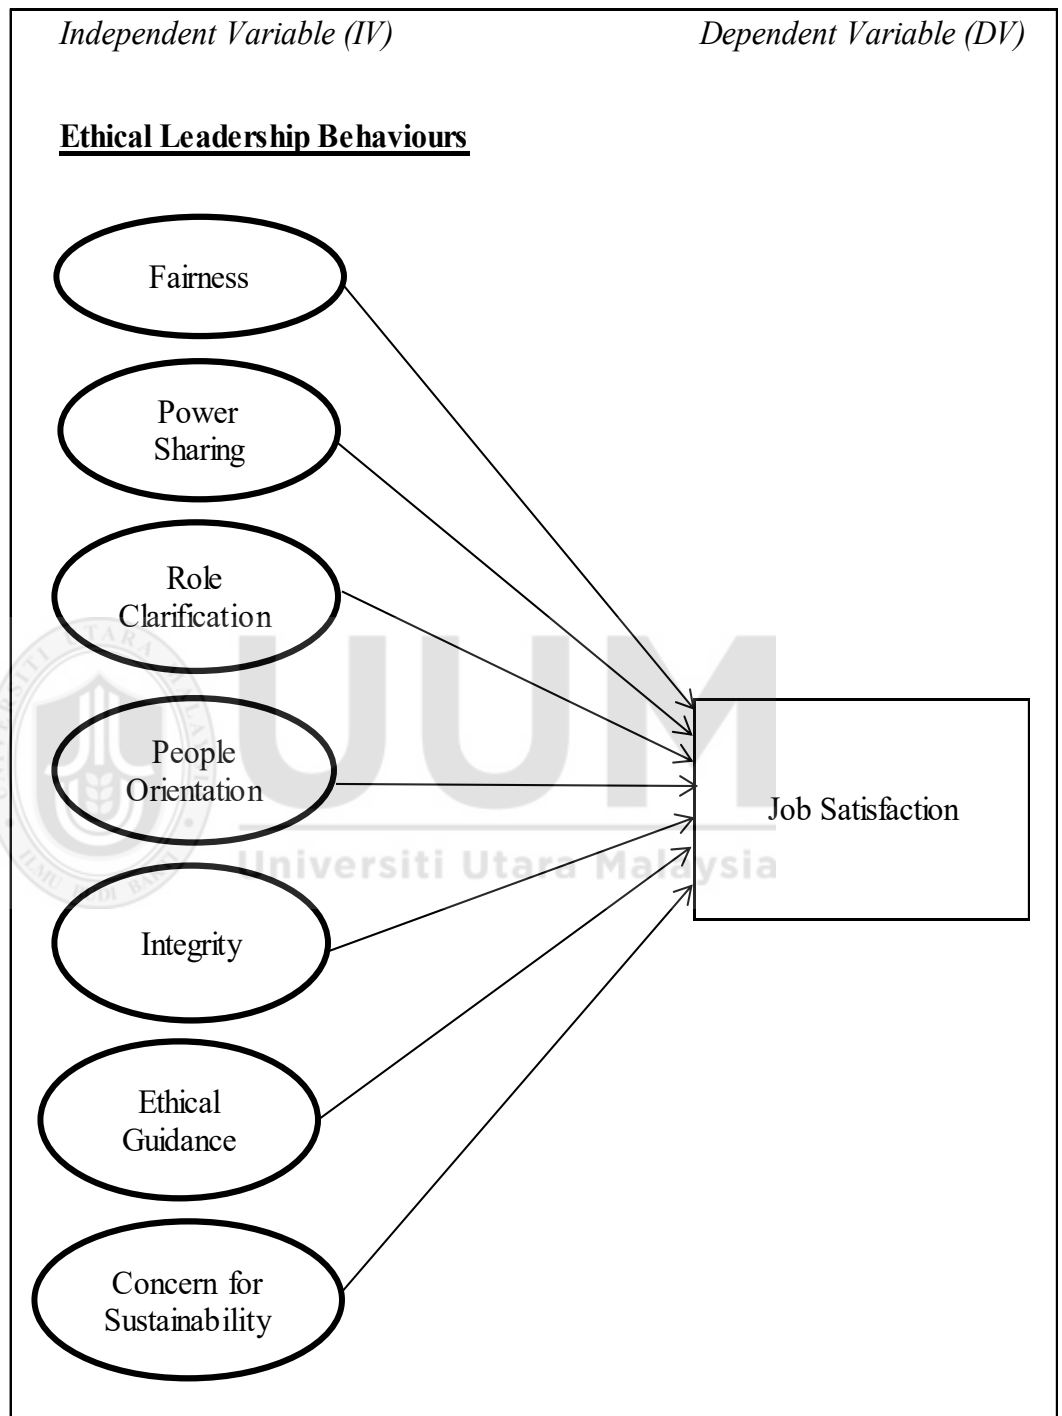 Independent Variable (IV)
Dependent Variable (DV)
Ethical Leadership Behaviours
Fairness
Power
Sharing
Role
Clarification
People
Orientation
Job Satisfaction
Integrity
Ethical
Guidance
Concern for
Sustainability
UUM
Universiti Utara Malaysia